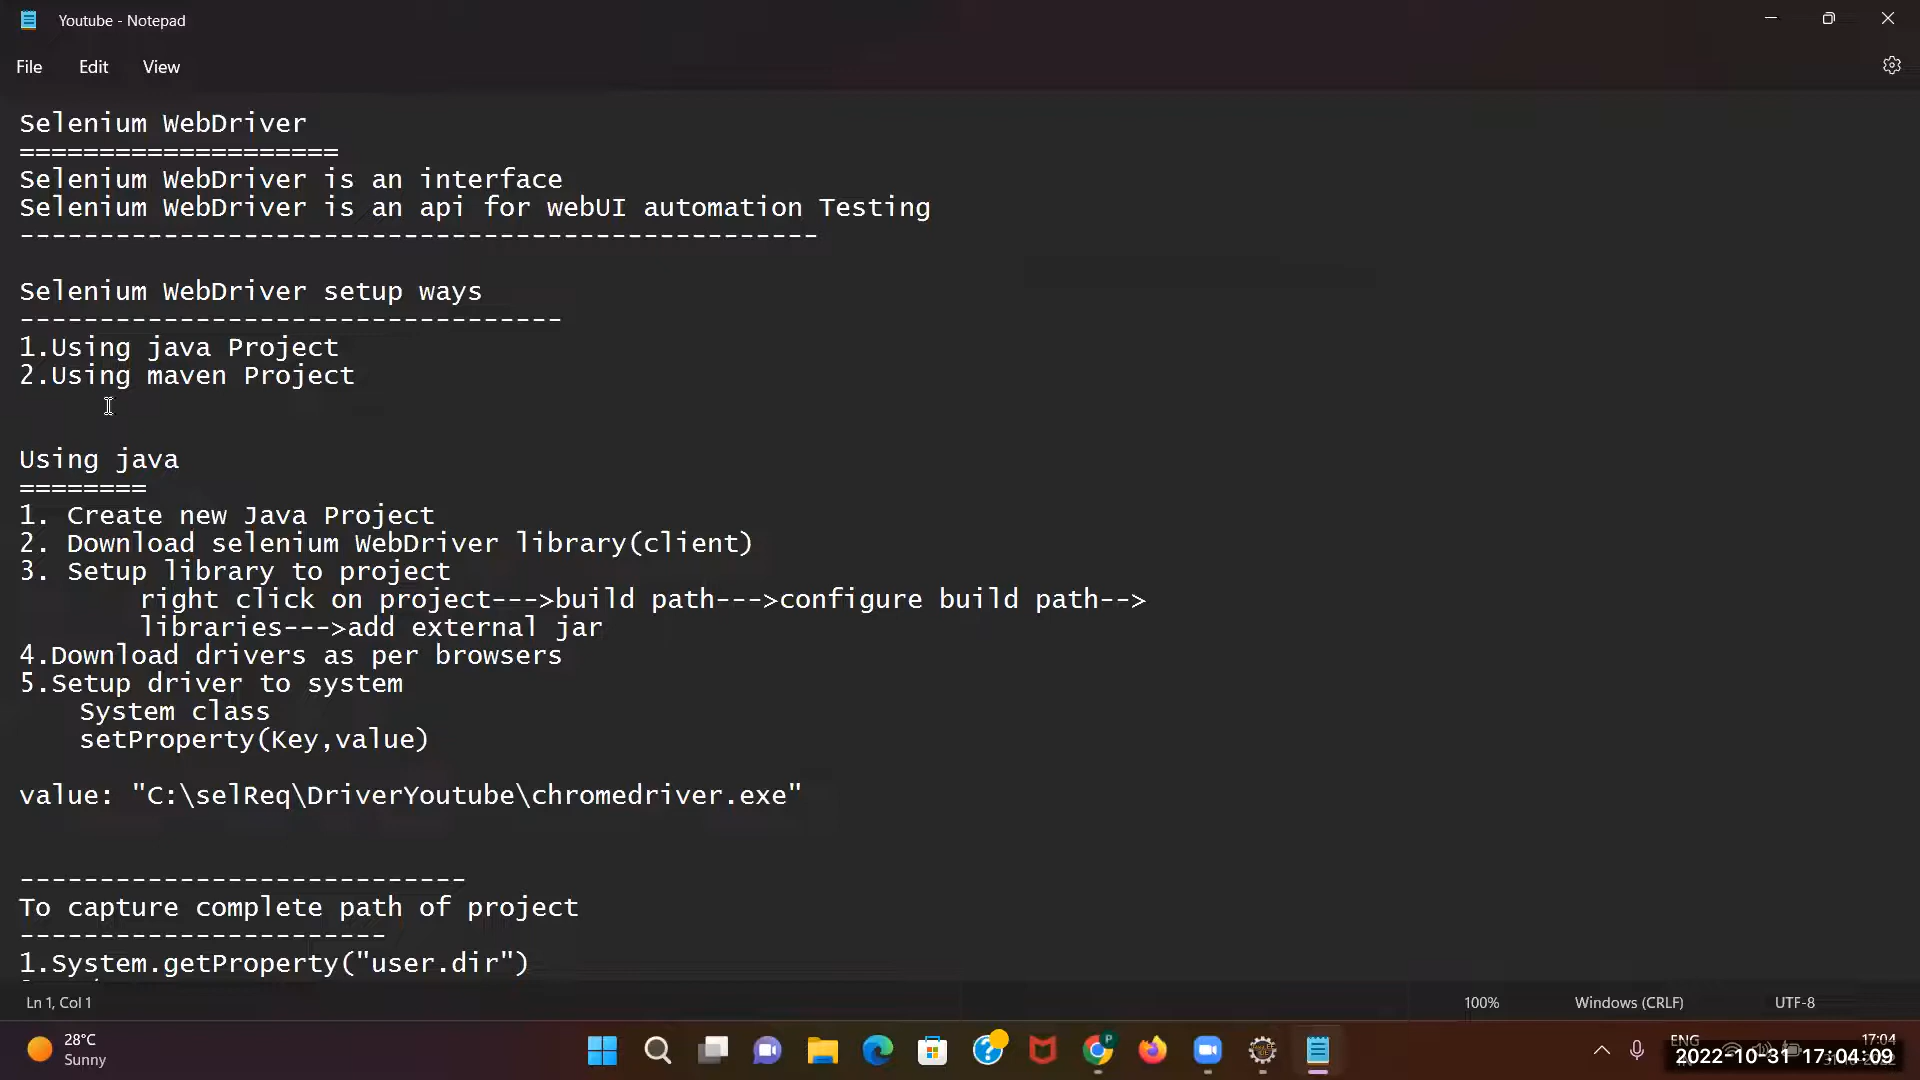 Youtube - Notepad
File Edit View
Selenium WebDriver
====================
Selenium WebDriver is an interface
Selenium WebDriver is an api for webUI automation Testing
--------------------------------------------------
Selenium WebDriver setup ways
----------------------------------
1.Using java Project
2.Using maven Project
Using java
========
1. Create new Java Project
2. Download selenium WebDriver library(client)
3. Setup library to project
right click on project--->build path--->configure build path-->
libraries--->add external jar
4.Download drivers as per browsers
5.Setup driver to system
System class
setProperty(Key,value)
value: "C:\selReq\DriverYoutube\chromedriver.exe"
----------------------------
To capture complete path of project
-----------------------
1.System.getProperty("user.dir")
Ln 1, Col 1 100% Windows (CRLF) UTF-8
28°C
Sunny
ENG
17:04
2022-10-31 17:04:09